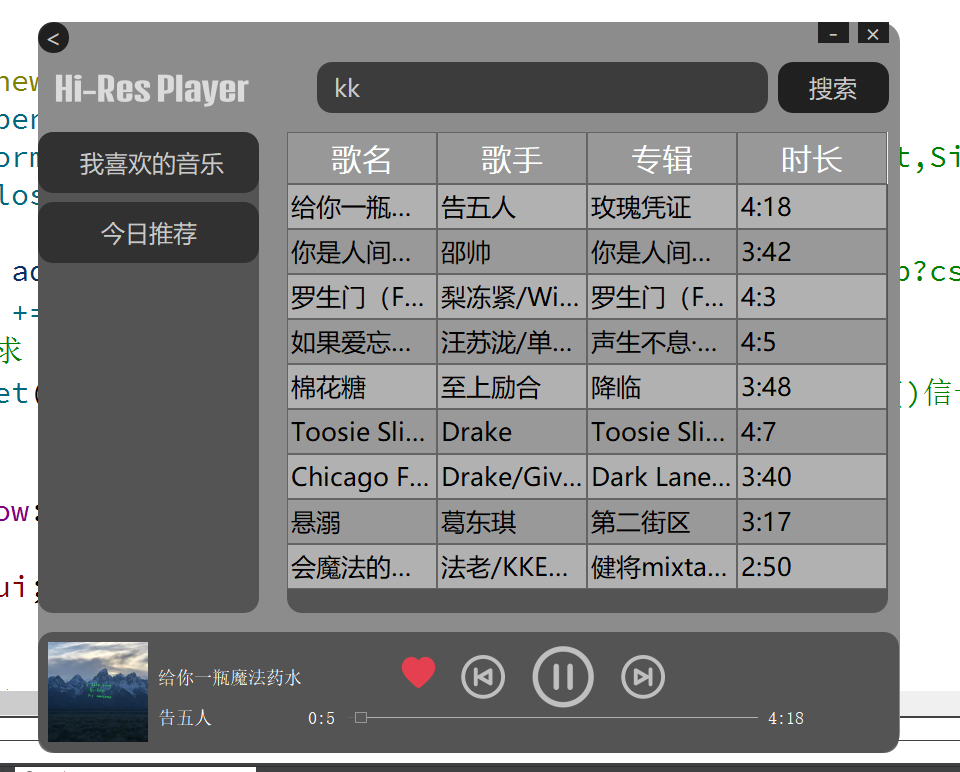 <
-
×
Hi-Res Player
kk
搜索
我喜欢的音乐
今日推荐
歌名 歌手 专辑 时长
给你一瓶... 告五人 玫瑰凭证 4:18
你是人间... 邵帅 你是人间... 3:42
罗生门（F... 梨冻紧/Wi... 罗生门（F... 4:3
如果爱忘... 汪苏泷/单... 声生不息·... 4:5
棉花糖 至上励合 降临 3:48
Toosie Sli... Drake Toosie Sli... 4:7
Chicago F... Drake/Giv... Dark Lane... 3:40
悬溺 葛东琪 第二街区 3:17
会魔法的... 法老/KKE... 健将mixta... 2:50
给你一瓶魔法药水
告五人
0:5
4:18
new
per
orm
t,Si
los
ac
p?cs
+=
求
et(
)信
ow:
ui;